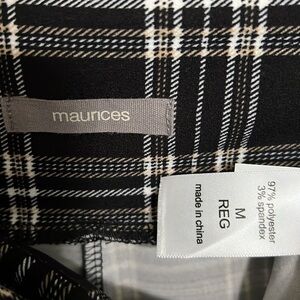 maurices
M
REG
made in china
97% polyester
3% spandex